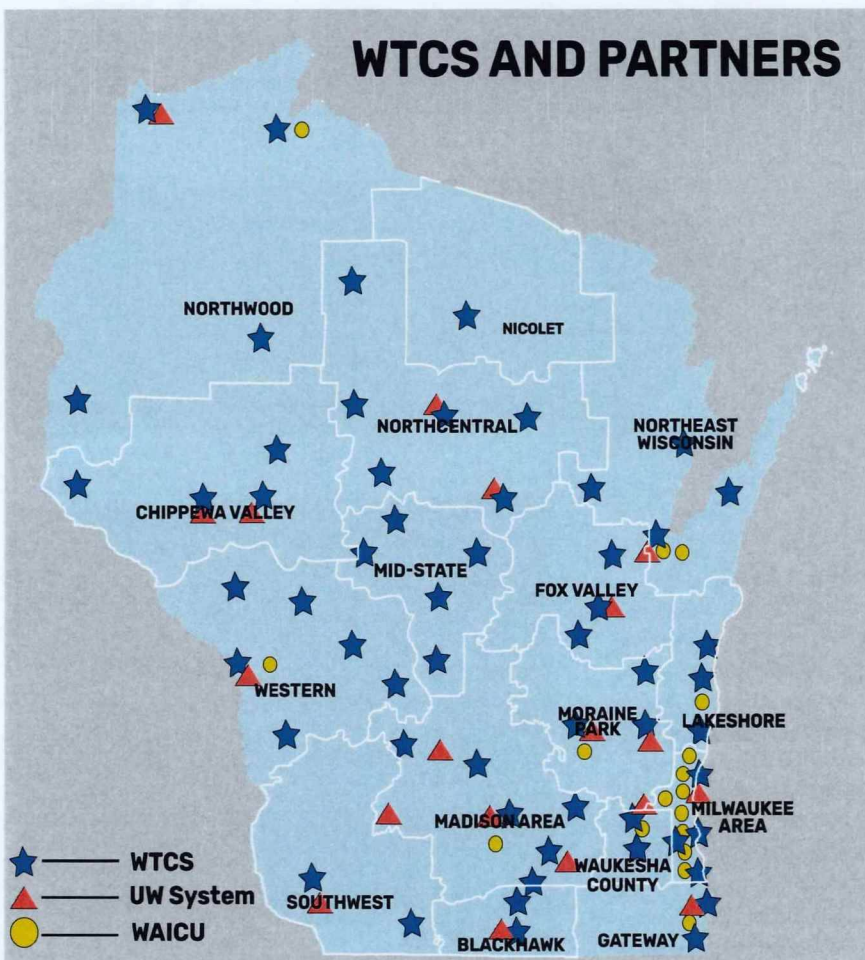 WTCS AND PARTNERS
NORTHWOOD
NICOLET
NORTHCENTRAL
NORTHEAST
WISCONSIN
CHIPPEWA VALLEY
MID-STATE
FOX VALLEY
WESTERN
MORAINE
PARK
LAKESHORE
MADISON AREA
MILWAUKEE
AREA
WAUKESHA
COUNTY
SOUTHWEST
BLACKHAWK
GATEWAY
WTCS
UW System
WAICU